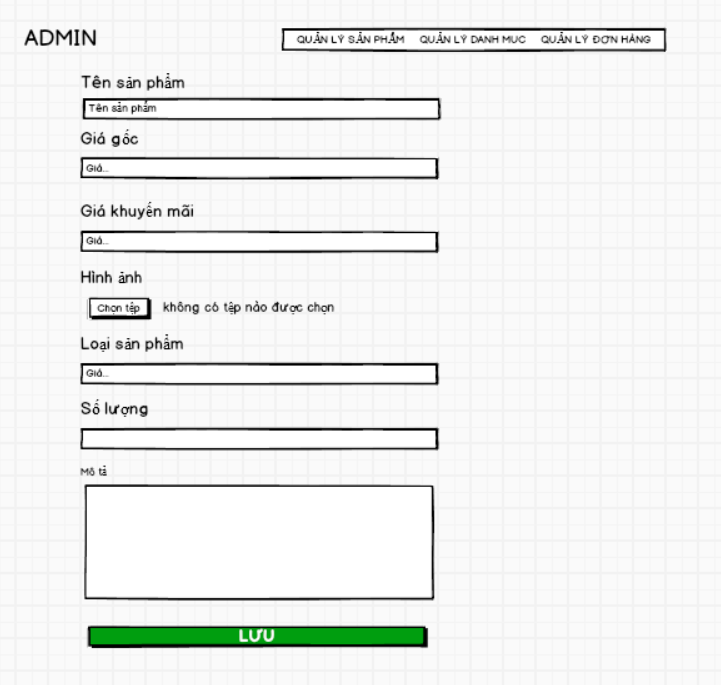 ADMIN
QUẢN LÝ SẢN PHẨM QUẢN LÝ DANH MUC QUẢN LÝ ĐƠN HÀNG
Tên sản phẩm
Tên sản phẩm
Giá gốc
Giá...
Giá khuyến mãi
Giá...
Hình ảnh
Chọn tệp không có tệp nào được chọn
Loại sản phẩm
Giá...
Số lượng
Mô tả
LƯU